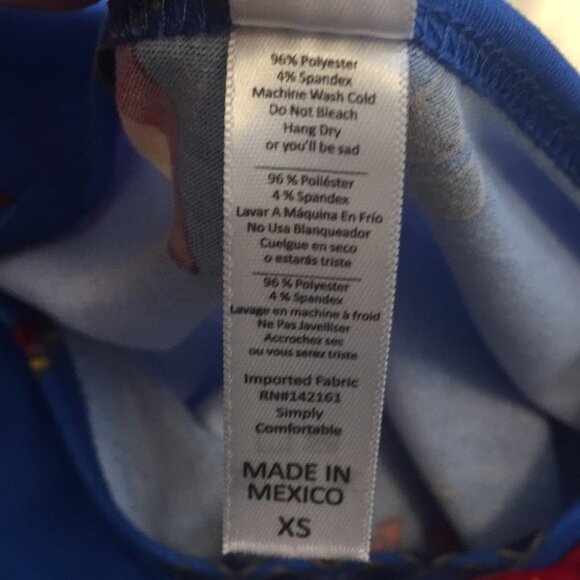 96% Polyester
4% Spandex
Machine Wash Cold
Do Not Bleach
Hang Dry
or you'll be sad
96 % Poliéster
4 % Spandex
Lavar A Máquina En Frío
No Usa Blanqueador
Cuelgue en seco
o estarás triste
96 % Polyester
4 % Spandex
Lavage en machine à froid
Ne Pas Javelliser
Accrochez sec
ou vous serez triste
Imported Fabric
RN#142161
Simply
Comfortable
MADE IN
MEXICO
XS